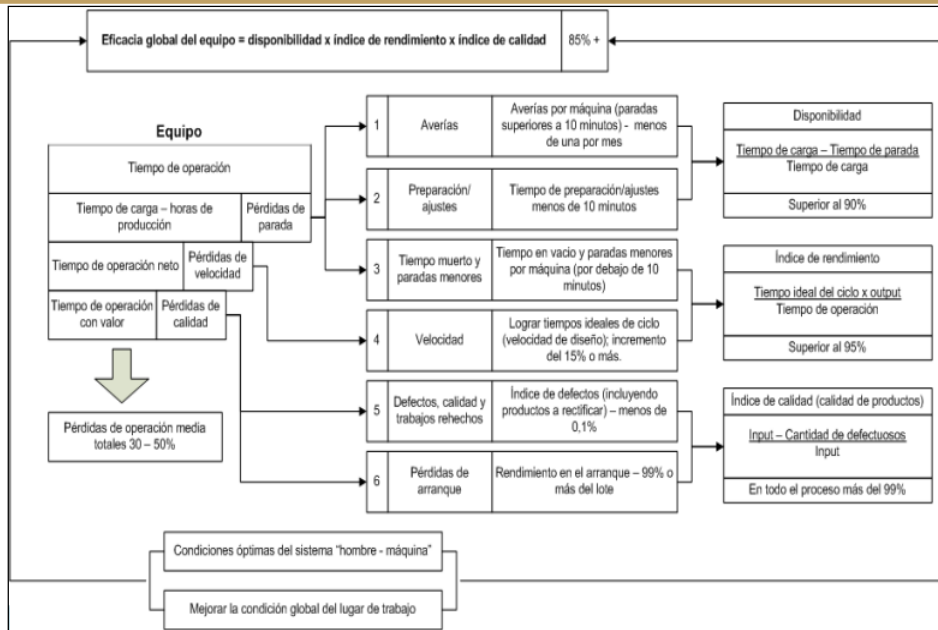 Eficacia global del equipo = disponibilidad x índice de rendimiento x índice de calidad
85% +
Equipo
Tiempo de operación
Tiempo de carga – horas de
producción
Pérdidas de
parada
Tiempo de operación neto
Pérdidas de
velocidad
Tiempo de operación
con valor
Pérdidas de
calidad
Pérdidas de operación media
totales 30 – 50%
1
Averías
Averías por máquina (paradas
superiores a 10 minutos) - menos
de una por mes
2
Preparación/
ajustes
Tiempo de preparación/ajustes
menos de 10 minutos
3
Tiempo muerto y
paradas menores
Tiempo en vacio y paradas menores
por máquina (por debajo de 10
minutos)
4
Velocidad
Lograr tiempos ideales de ciclo
(velocidad de diseño); incremento
del 15% o más.
5
Defectos, calidad y
trabajos rehechos
Índice de defectos (incluyendo
productos a rectificar) – menos de
0,1%
6
Pérdidas de
arranque
Rendimiento en el arranque – 99% o
más del lote
Disponibilidad
Tiempo de carga – Tiempo de parada
Tiempo de carga
Superior al 90%
Índice de rendimiento
Tiempo ideal del ciclo x output
Tiempo de operación
Superior al 95%
Índice de calidad (calidad de productos)
Input – Cantidad de defectuosos
Input
En todo el proceso más del 99%
Condiciones óptimas del sistema “hombre - máquina”
Mejorar la condición global del lugar de trabajo